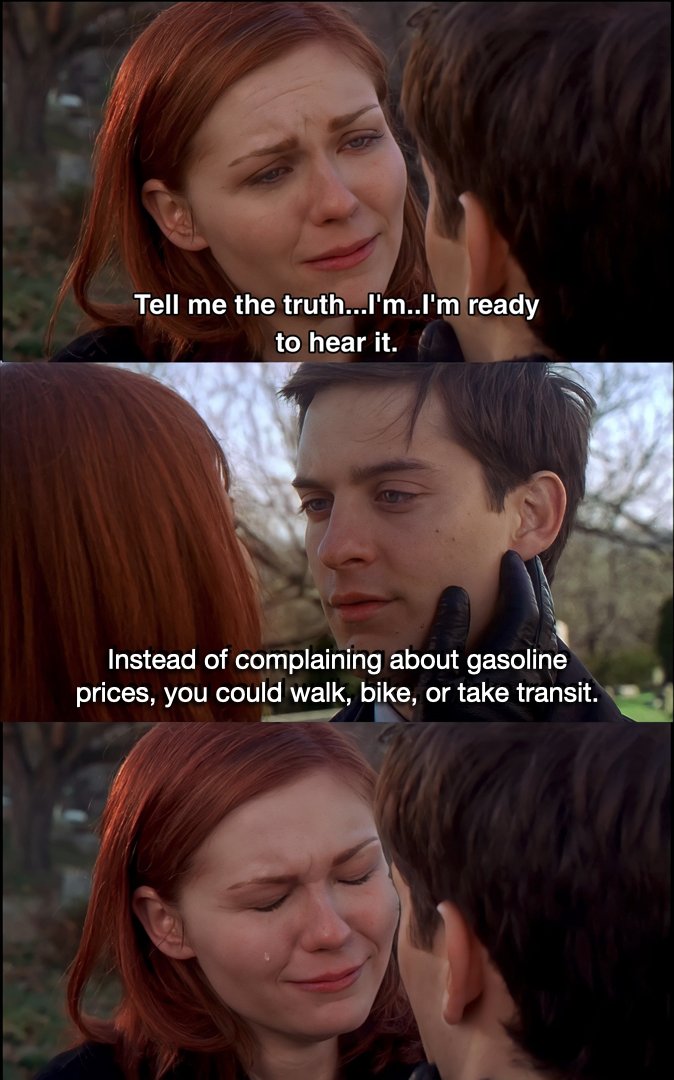 Tell me the truth...I'm..I'm ready
to hear it.
Instead of complaining about gasoline
prices, you could walk, bike, or take transit.